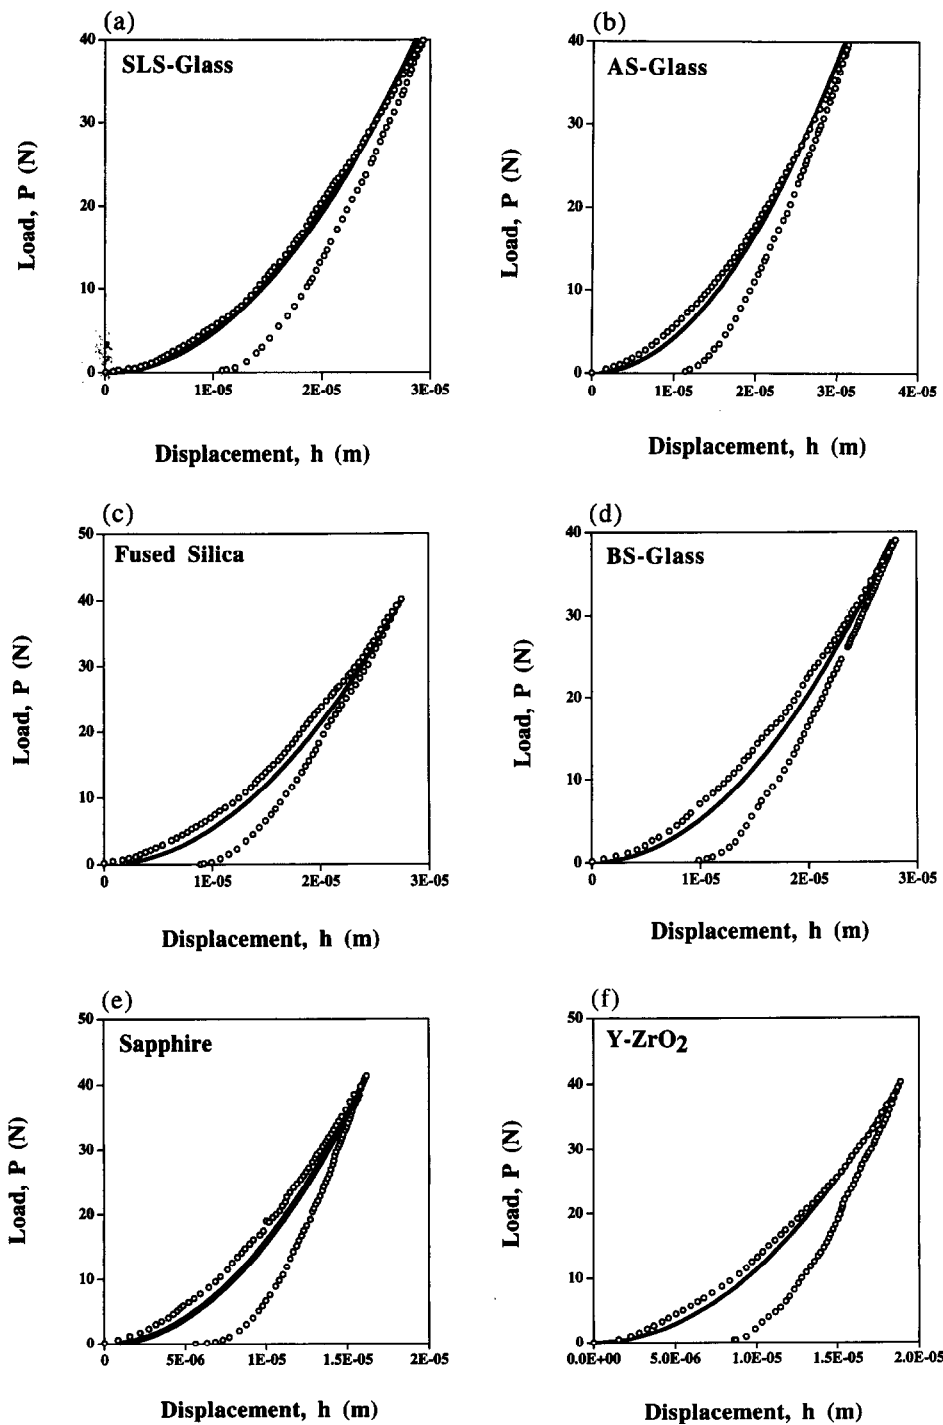 (a)
SLS-Glass
40
30
20
10
0
0
1E-05
2E-05
3E-05
Load, P (N)
Displacement, h (m)
(b)
AS-Glass
40
30
20
10
0
0
1E-05
2E-05
3E-05
4E-05
Load, P (N)
Displacement, h (m)
(c)
Fused Silica
50
40
30
20
10
0
0
1E-05
2E-05
3E-05
Load, P (N)
Displacement, h (m)
(d)
BS-Glass
40
30
20
10
0
0
1E-05
2E-05
3E-05
Load, P (N)
Displacement, h (m)
(e)
Sapphire
50
40
30
20
10
0
0
5E-06
1E-05
1.5E-05
2E-05
Load, P (N)
Displacement, h (m)
(f)
Y-ZrO2
50
40
30
20
10
0
0.0E+00
5.0E-06
1.0E-05
1.5E-05
2.0E-05
Load, P (N)
Displacement, h (m)